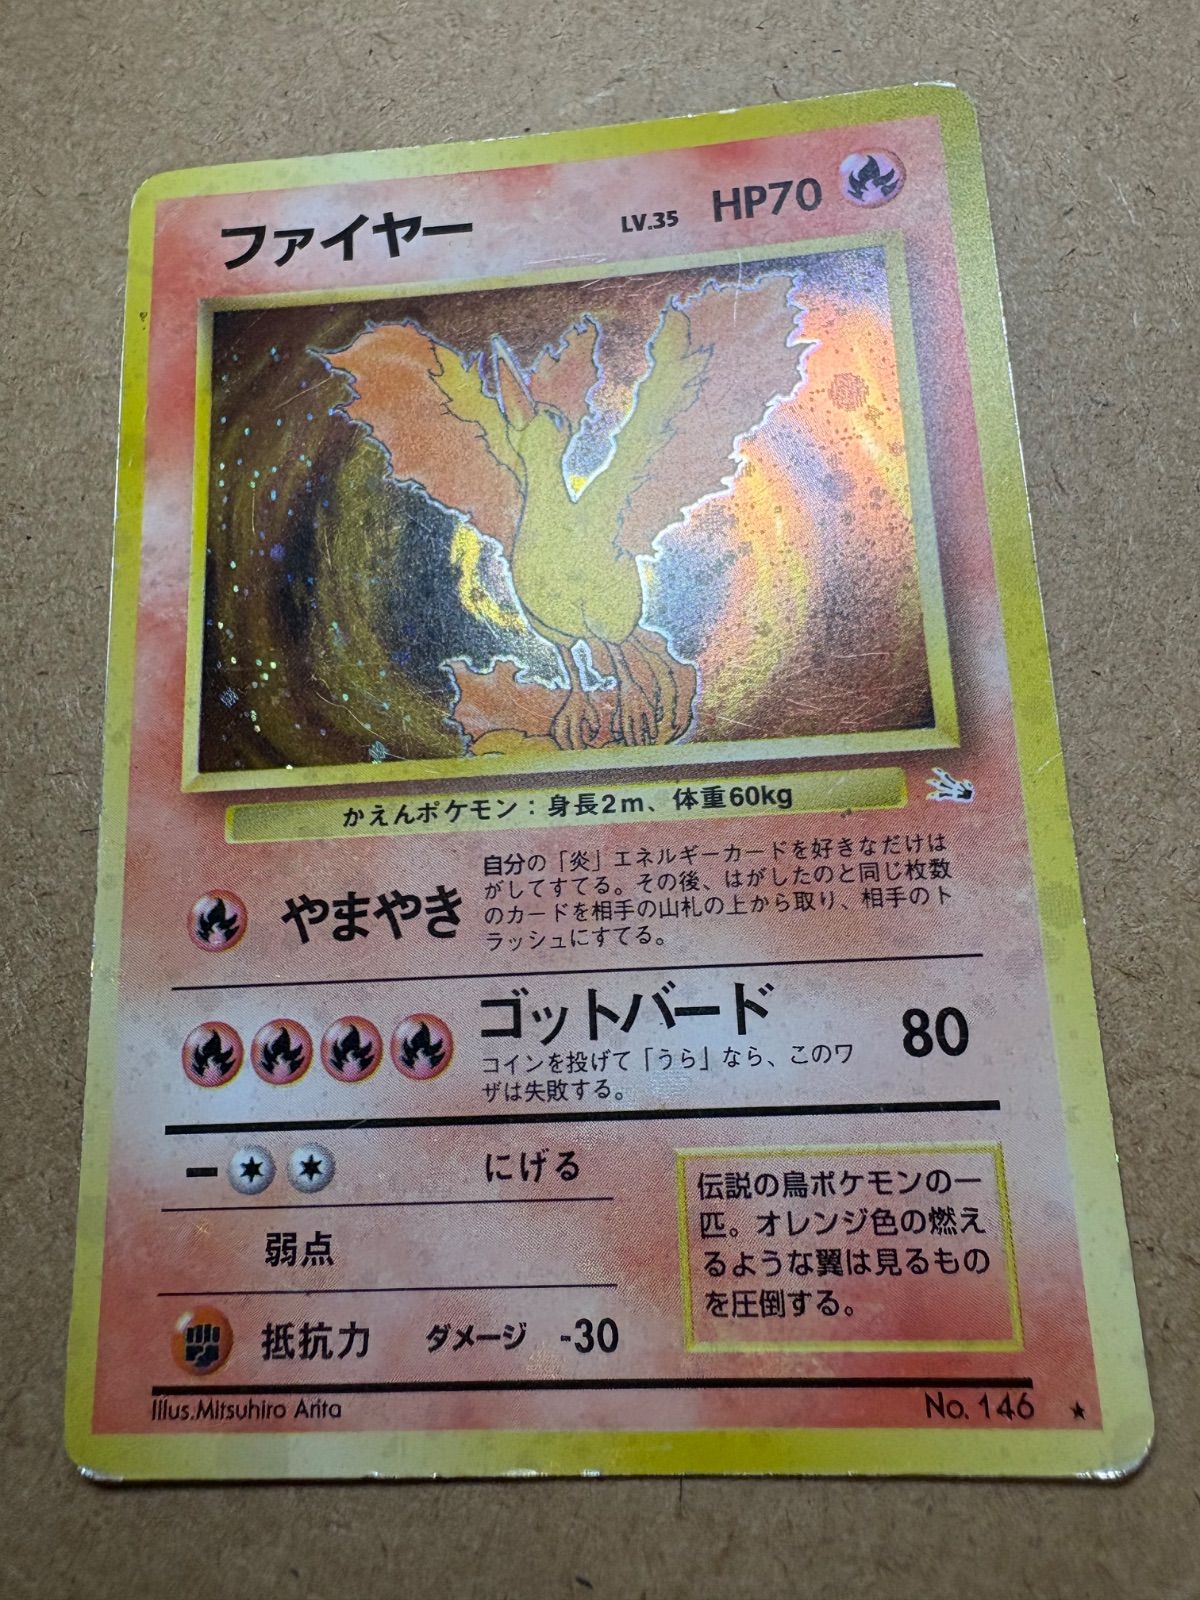 ファイヤー LV.35 HP70
かえんポケモン：身長2m、体重60kg
やまやき
自分の「炎」エネルギーカードを好きなだけは
がしてすてる。その後、はがしたのと同じ枚数
のカードを相手の山札の上から取り、相手のト
ラッシュにすてる。
ゴットバード 80
コインを投げて「うら」なら、このワ
ザは失敗する。
にげる
弱点
抵抗力 ダメージ -30
伝説の鳥ポケモンの一
匹。オレンジ色の燃え
るような翼は見るもの
を圧倒する。
Illus.Mitsuhiro Arita
No. 146 ★